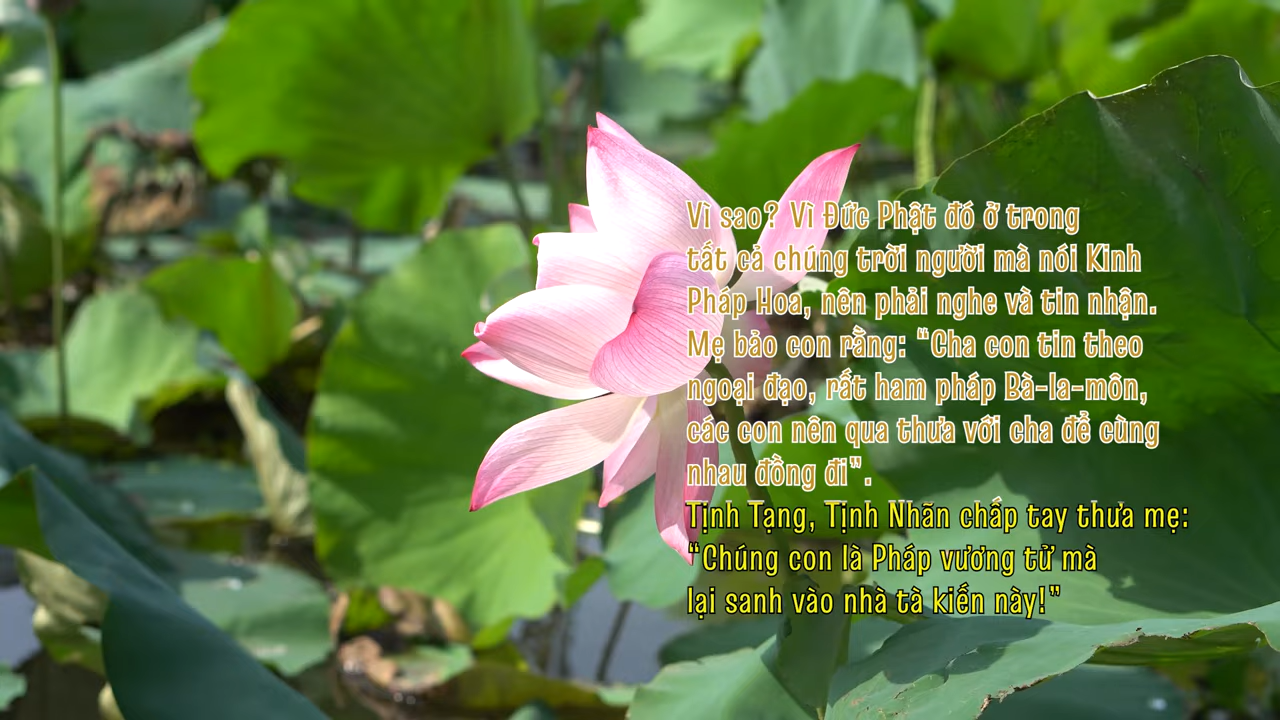 Vì sao? Vì Đức Phật đó ở trong
tất cả chúng trời người mà nói Kinh
Pháp Hoa, nên phải nghe và tin nhận.
Mẹ bảo con rằng: “Cha con tin theo
ngoại đạo, rất ham pháp Bà-la-môn,
các con nên qua thưa với cha để cùng
nhau đồng đi”.
Tịnh Tạng, Tịnh Nhãn chấp tay thưa mẹ:
“Chúng con là Pháp vương tử mà
lại sanh vào nhà tà kiến này!”